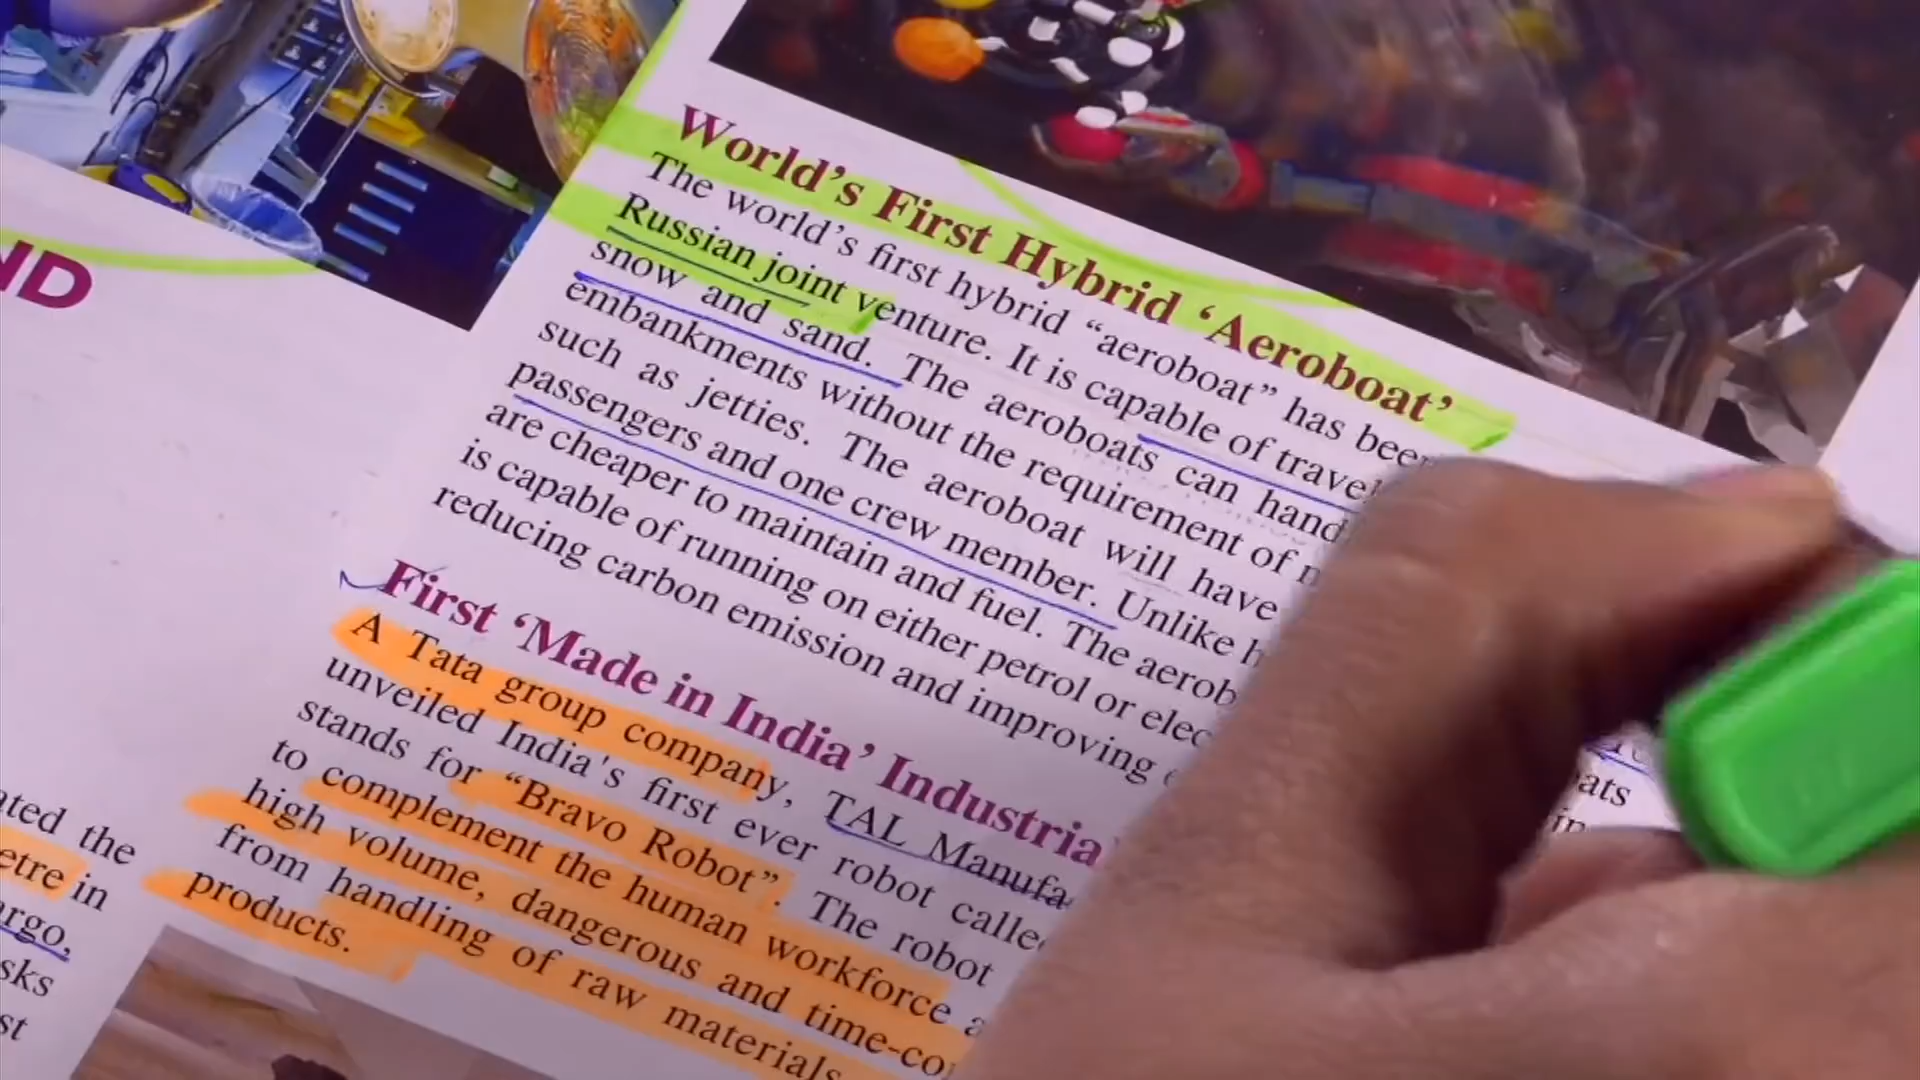 ND
ated the
etre in
argo,
sks
st
World's First Hybrid 'Aeroboat'
The world's first hybrid "aeroboat" has been
Russian joint venture. It is capable of travel
snow and sand. The aeroboats can hand
embankments without the requirement of
such as jetties. The aeroboat will have
passengers and one crew member. Unlike h
are cheaper to maintain and fuel. The aerob
is capable of running on either petrol or elec
reducing carbon emission and improving
First 'Made in India' Industria
A Tata group company, TAL Manufa
unveiled India's first ever robot calle
stands for "Bravo Robot". The robot
to complement the human workforce a
high volume, dangerous and time-co
from handling of raw materials
products.
ats
in